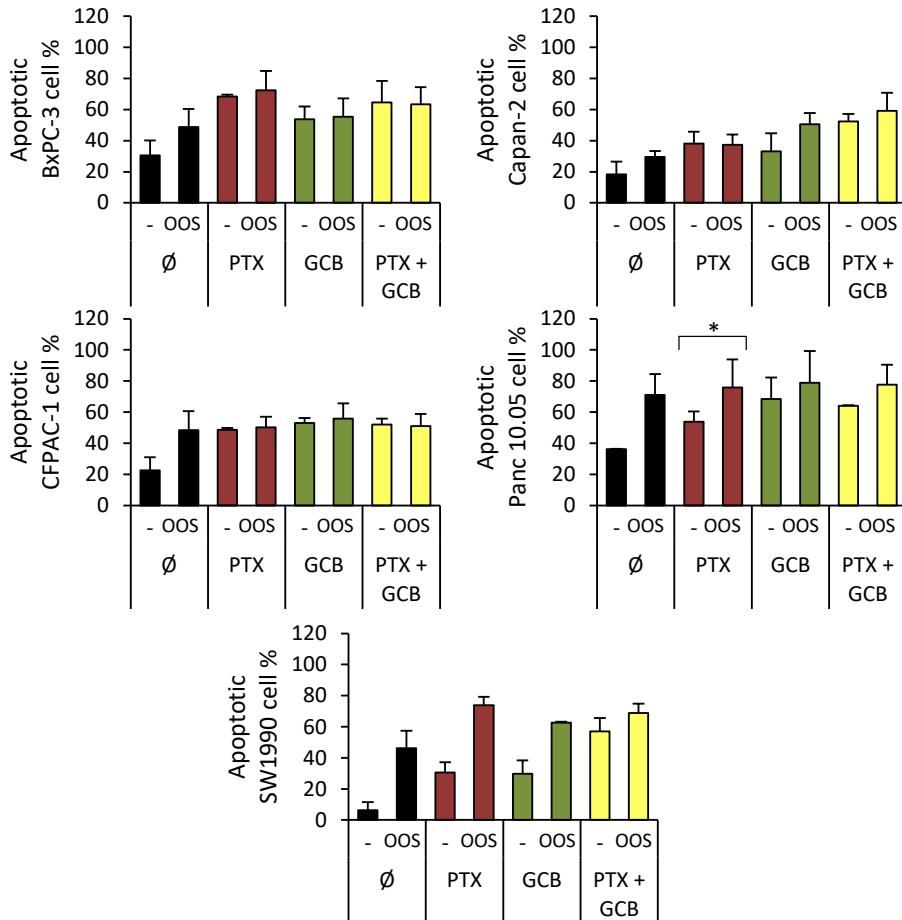 Apoptotic
BxPC-3 cell %
120
100
80
60
40
20
0
- OOS - OOS - OOS - OOS
Ø PTX GCB PTX +
GCB
Apoptotic
Capan-2 cell %
120
100
80
60
40
20
0
- OOS - OOS - OOS - OOS
Ø PTX GCB PTX +
GCB
Apoptotic
CFPAC-1 cell %
120
100
80
60
40
20
0
- OOS - OOS - OOS - OOS
Ø PTX GCB PTX +
GCB
Apoptotic
Panc 10.05 cell %
120
100
80
60
40
20
0
*
- OOS - OOS - OOS - OOS
Ø PTX GCB PTX +
GCB
Apoptotic
SW1990 cell %
120
100
80
60
40
20
0
- OOS - OOS - OOS - OOS
Ø PTX GCB PTX +
GCB